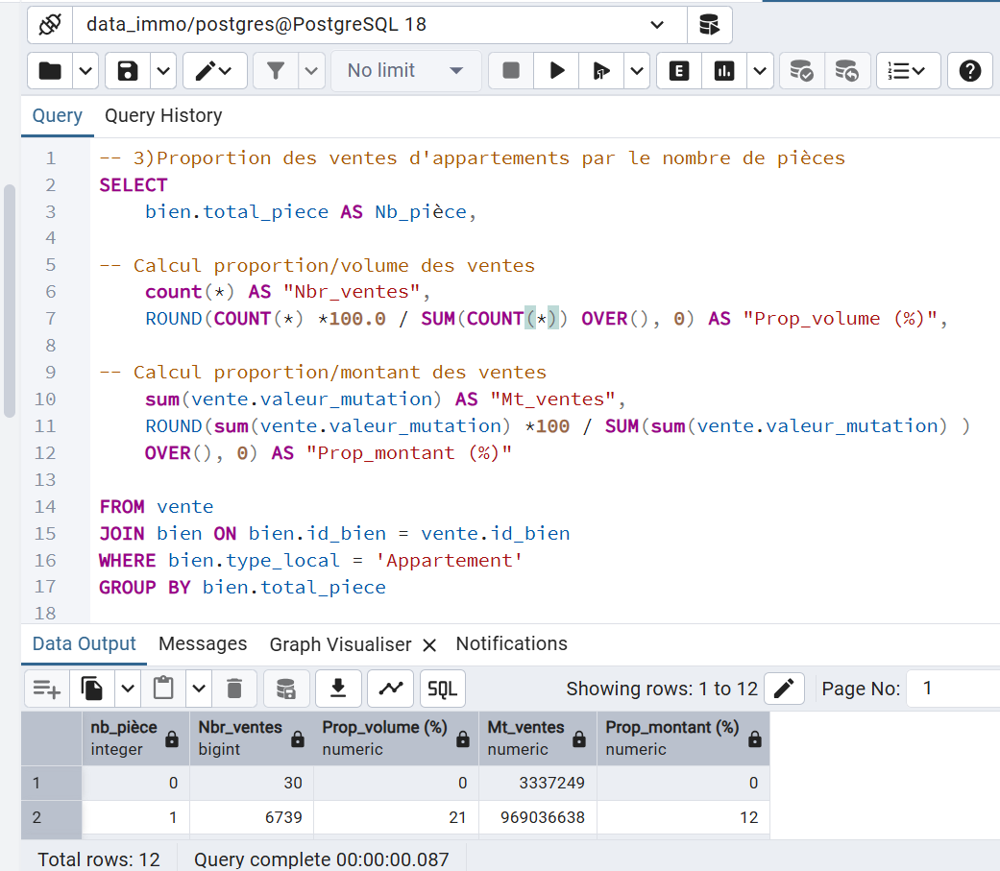 data_immo/postgres@PostgreSQL 18
No limit
Query Query History
1 -- 3)Proportion des ventes d'appartements par le nombre de pièces
2 SELECT
3 bien.total_piece AS Nb_pièce,
4
5 -- Calcul proportion/volume des ventes
6 count(*) AS "Nbr_ventes",
7 ROUND(COUNT(*) *100.0 / SUM(COUNT(*)) OVER(), 0) AS "Prop_volume (%)",
8
9 -- Calcul proportion/montant des ventes
10 sum(vente.valeur_mutation) AS "Mt_ventes",
11 ROUND(sum(vente.valeur_mutation) *100 / SUM(sum(vente.valeur_mutation) )
12 OVER(), 0) AS "Prop_montant (%)"
13
14 FROM vente
15 JOIN bien ON bien.id_bien = vente.id_bien
16 WHERE bien.type_local = 'Appartement'
17 GROUP BY bien.total_piece
18
Data Output Messages Graph Visualiser Notifications
SQL Showing rows: 1 to 12 Page No: 1
nb_pièce Nbr_ventes Prop_volume (%) Mt_ventes Prop_montant (%)
integer bigint numeric numeric numeric
1 0 30 0 3337249 0
2 1 6739 21 969036638 12
Total rows: 12 Query complete 00:00:00.087